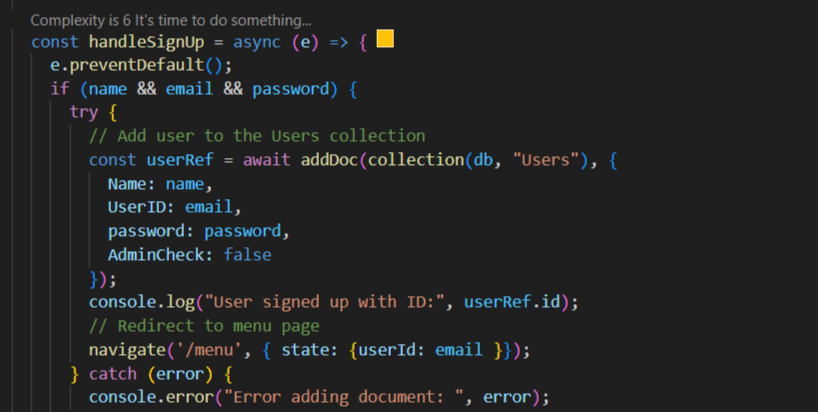 Complexity is 6 It's time to do something...
const handleSignUp = async (e) => {
e.preventDefault();
if (name && email && password) {
try {
// Add user to the Users collection
const userRef = await addDoc(collection(db, "Users"), {
Name: name,
UserID: email,
password: password,
AdminCheck: false
});
console.log("User signed up with ID:", userRef.id);
// Redirect to menu page
navigate('/menu', { state: {userId: email }});
} catch (error) {
console.error("Error adding document: ", error);